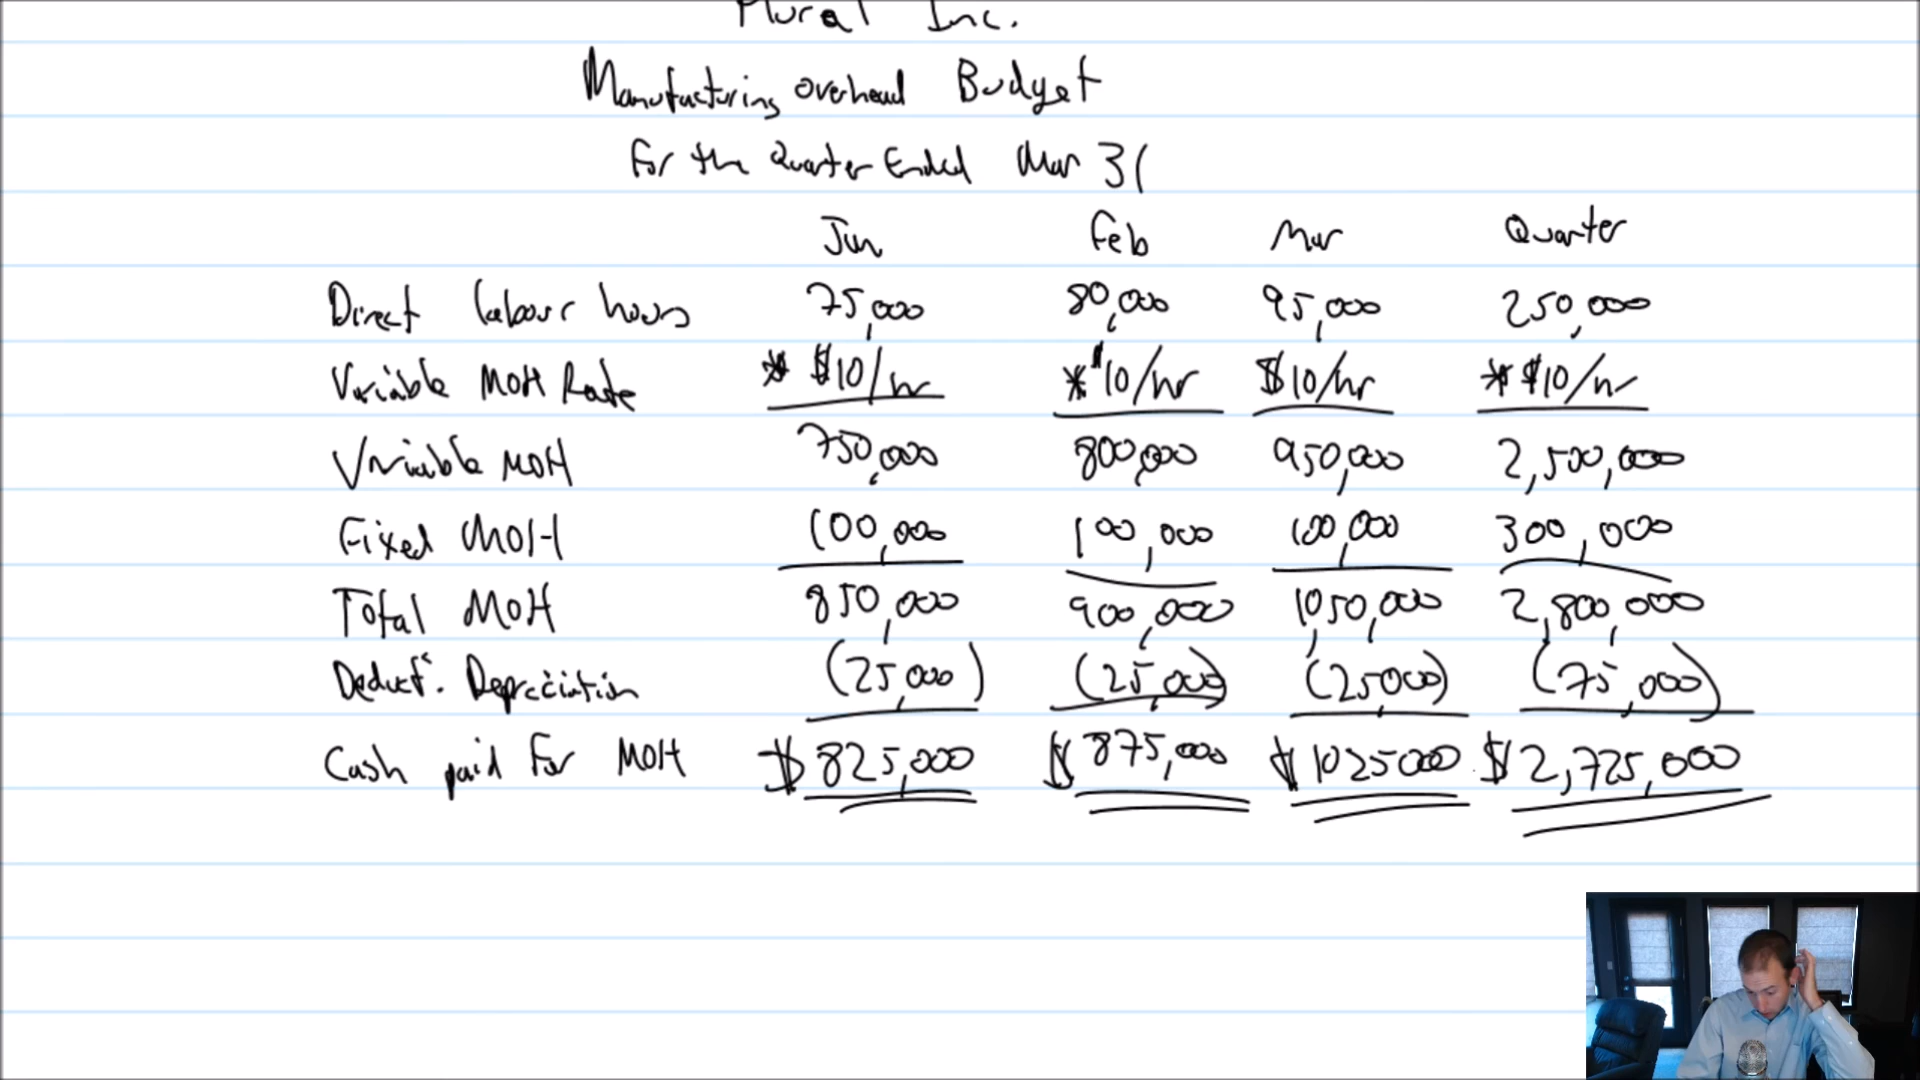 Plural Inc.
Manufacturing Overhead Budget
For the Quarter Ended Mar 31
Jan Feb Mar Quarter
Direct labour hours 75,000 80,000 95,000 250,000
Variable MOH Rate * $10/hr * $10/hr $10/hr * $10/hr
Variable MOH 750,000 800,000 950,000 2,500,000
Fixed MOH 100,000 100,000 100,000 300,000
Total MOH 850,000 900,000 1,050,000 2,800,000
Deduct: Depreciation (25,000) (25,000) (25,000) (75,000)
Cash paid for MOH $825,000 $875,000 $1025000 $2,725,000